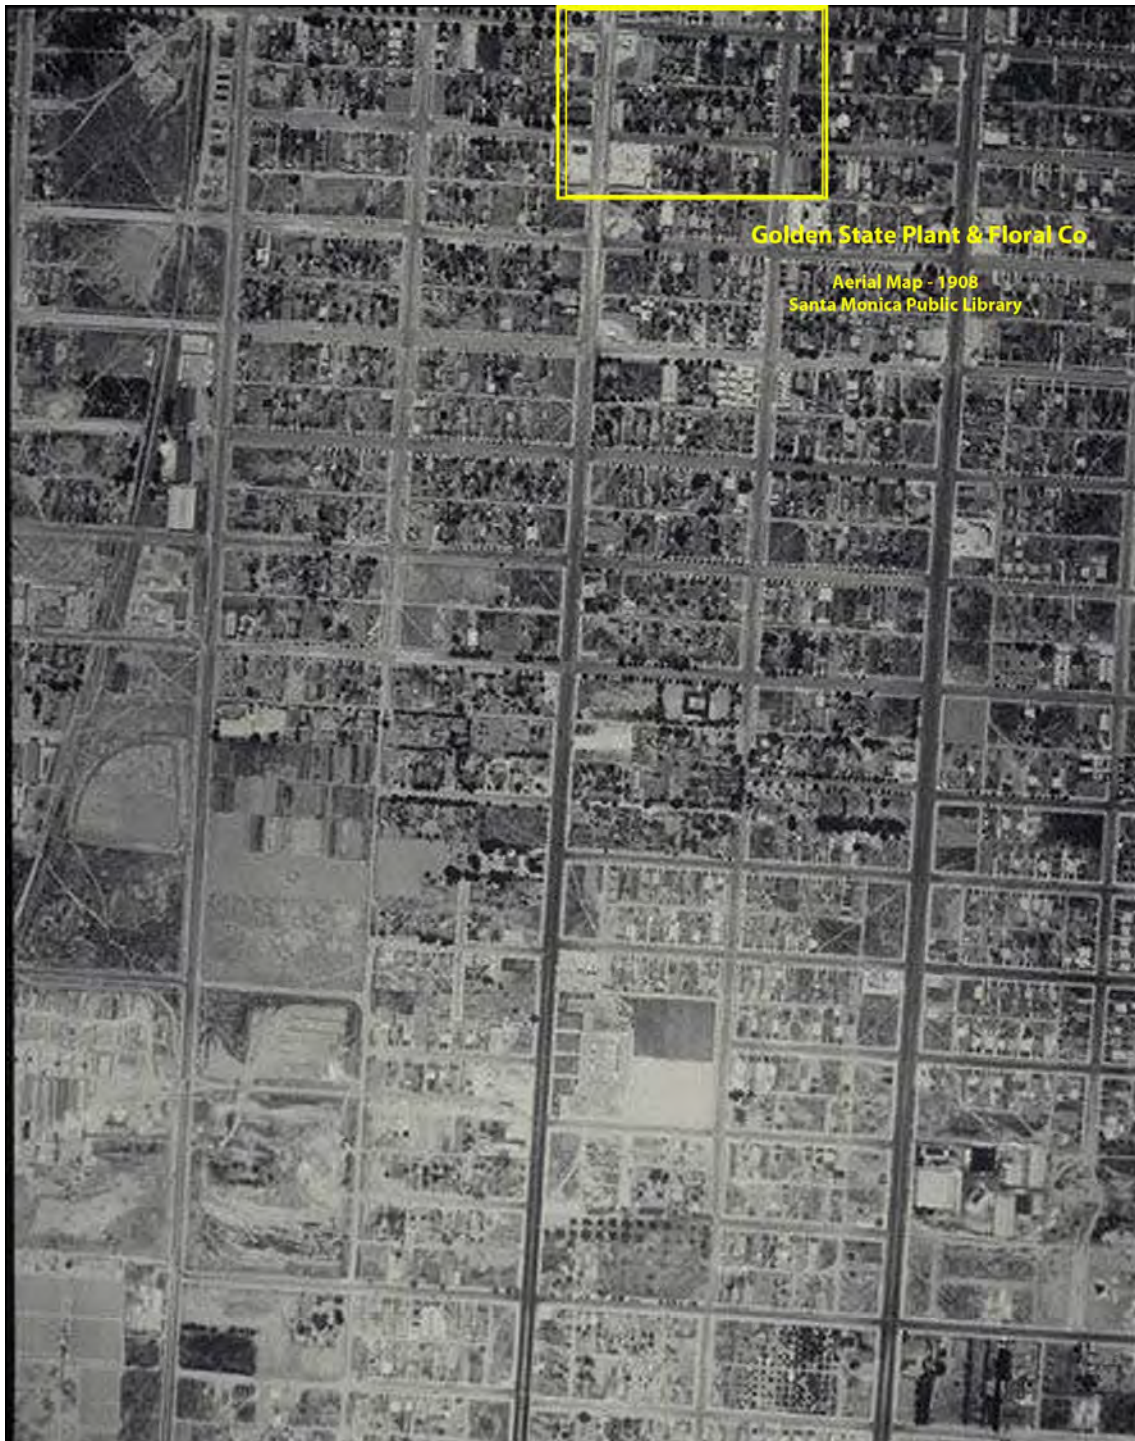 Golden State Plant & Floral Co
Aerial Map - 1908
Santa Monica Public Library